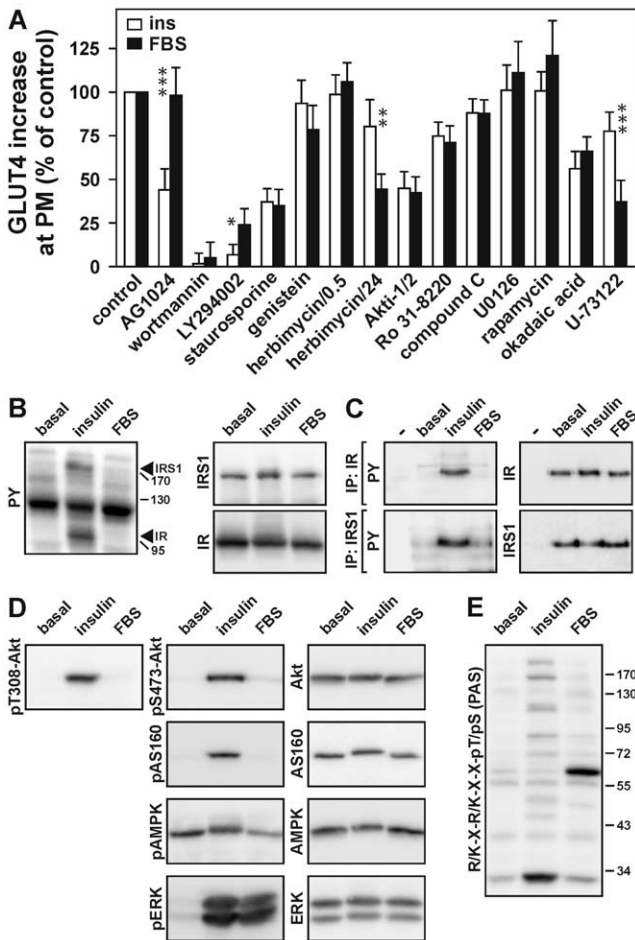 A
ins
FBS
GLUT4 increase
at PM (% of control)
125
100
75
50
25
0
***
*
**
***
control
AG1024
wortmannin
LY294002
staurosporine
genistein
herbimycin/0.5
herbimycin/24
Akti-1/2
Ro 31-8220
compound C
U0126
rapamycin
okadaic acid
U-73122
B
basal
insulin
FBS
PY
IRS1
170
130
IR
95
basal
insulin
FBS
IRS1
IR
C
-
basal
insulin
FBS
IP: IR
PY
IP: IRS1
PY
-
basal
insulin
FBS
IR
IRS1
D
basal
insulin
FBS
basal
insulin
FBS
basal
insulin
FBS
pT308-Akt
pS473-Akt
Akt
pAS160
AS160
pAMPK
AMPK
pERK
ERK
E
basal
insulin
FBS
R/K-X-R/K-X-X-pT/pS (PAS)
170
130
95
72
55
43
34